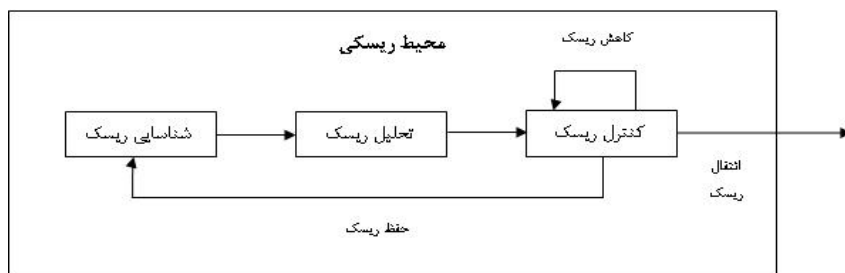 محیط ریسکی
کاهش ریسک
شناسایی ریسک
تحلیل ریسک
کنترل ریسک
انتقال
ریسک
حفظ ریسک